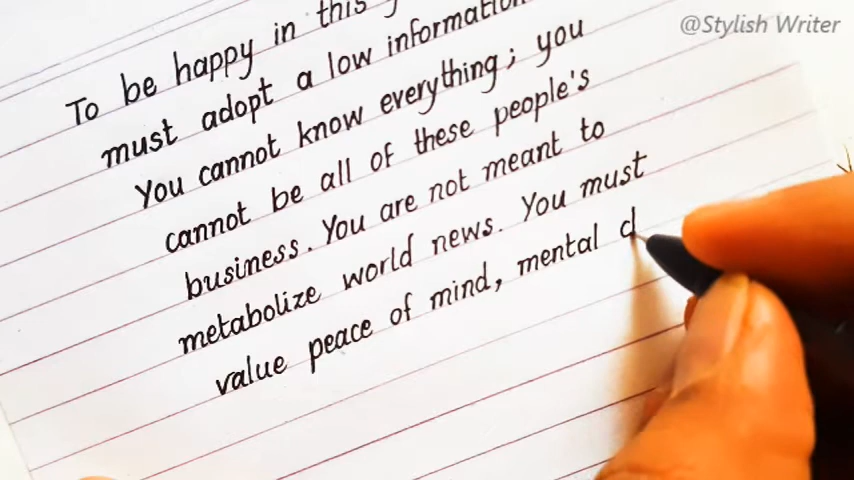 @Stylish Writer
To be happy in this
must adopt a low information
You cannot know everything; you
cannot be all of these people's
business. You are not meant to
metabolize world news. You must
value peace of mind, mental d